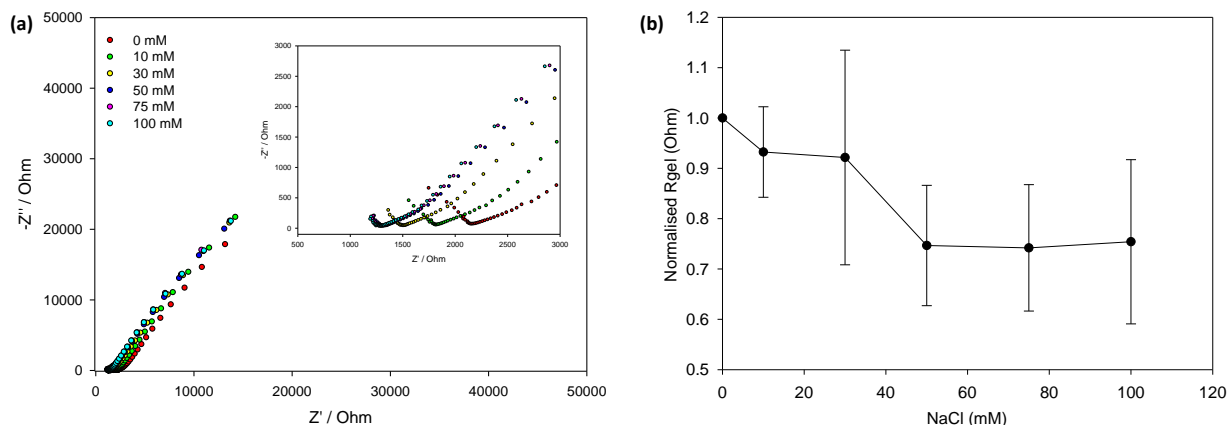 (a)
50000
40000
30000
20000
10000
0
-Z'' / Ohm
0 mM
10 mM
30 mM
50 mM
75 mM
100 mM
3000
2500
2000
1500
1000
500
0
-Z'' / Ohm
500 1000 1500 2000 2500 3000
Z' / Ohm
0 10000 20000 30000 40000 50000
Z' / Ohm
(b)
1.2
1.1
1.0
0.9
0.8
0.7
0.6
0.5
Normalised Rgel (Ohm)
0 20 40 60 80 100 120
NaCl (mM)